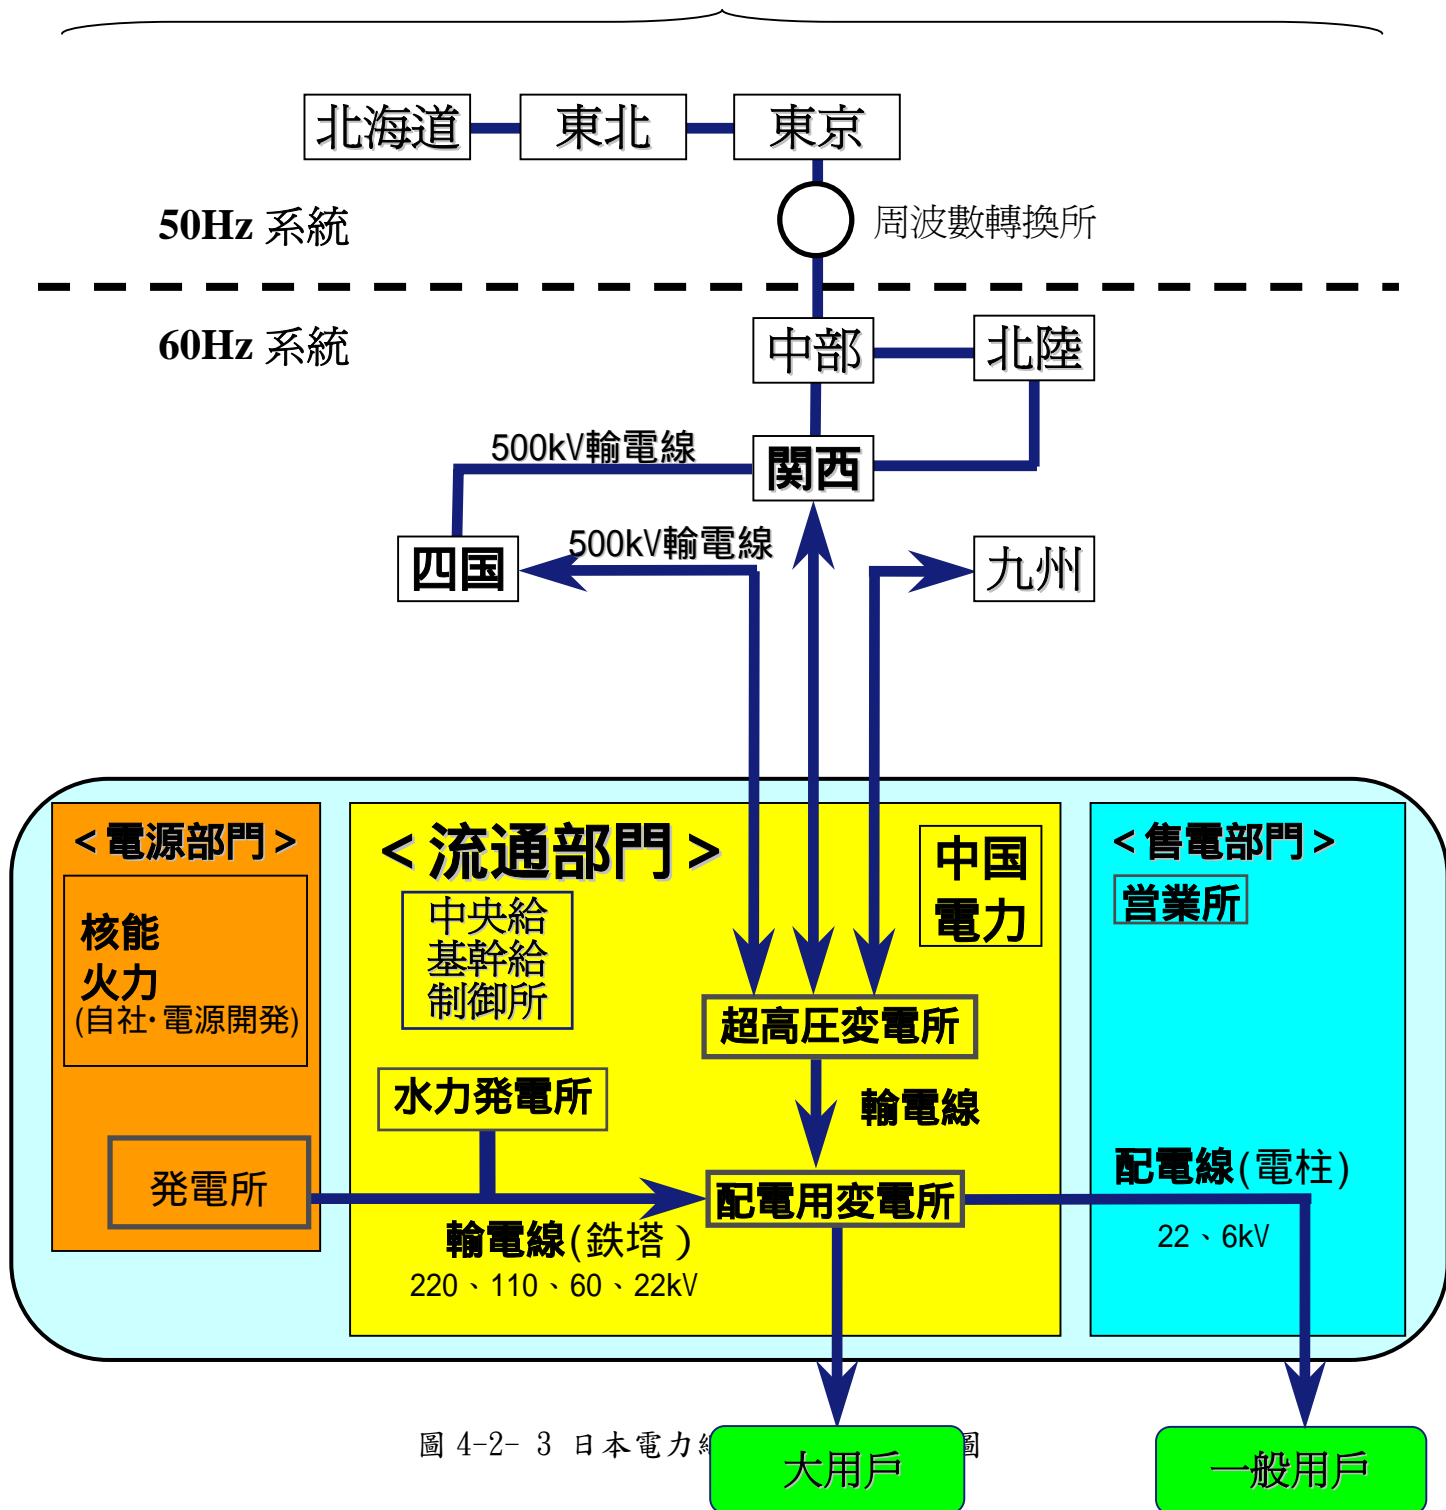 北海道
東北
東京
50Hz 系統
周波數轉換所
60Hz 系統
中部
北陸
500kV輸電線
関西
500kV輸電線
四国
九州
<電源部門>
<流通部門>
中国
電力
<售電部門>
営業所
核能
火力
(自社・電源開発)
中央給
基幹給
制御所
超高圧変電所
水力発電所
輸電線
発電所
配電用変電所
配電線(電柱)
輸電線(鉄塔)
22、6kV
220、110、60、22kV
圖 4-2- 3 日本電力
圖
大用戶
一般用戶